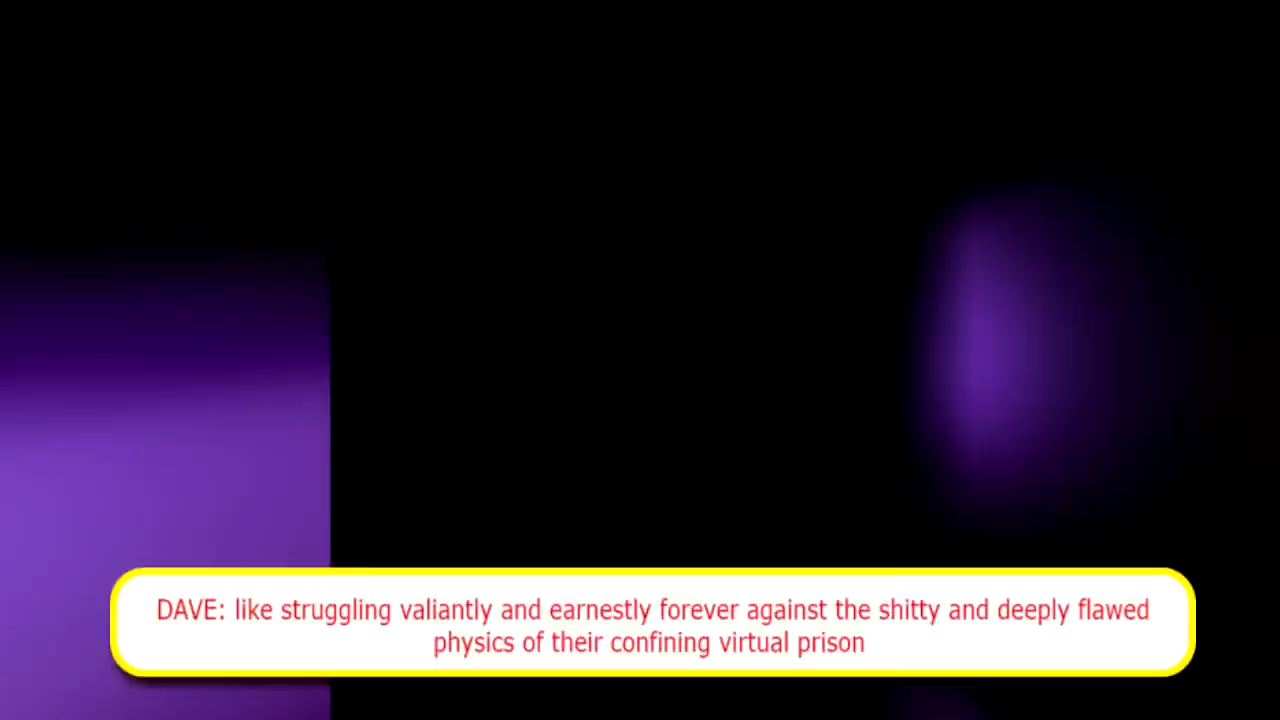 DAVE: like struggling valiantly and earnestly forever against the shitty and deeply flawed
physics of their confining virtual prison